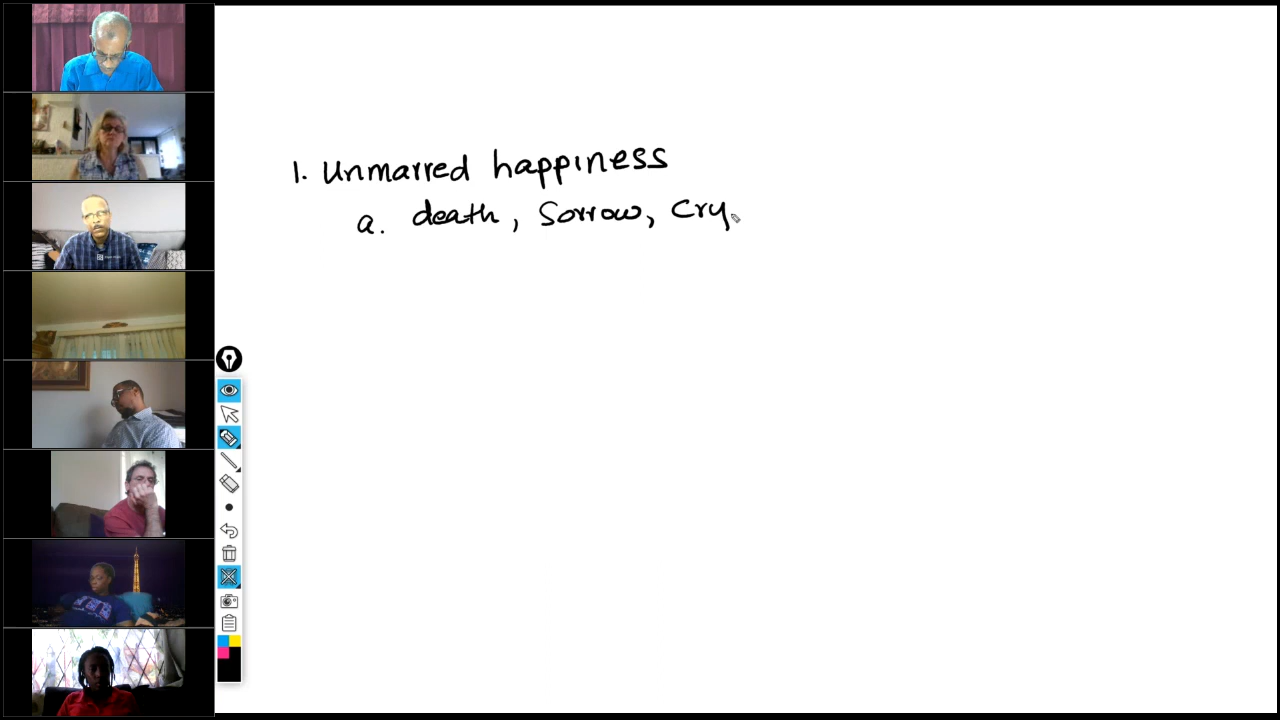 1. Unmarred happiness
a. death, Sorrow, Cry